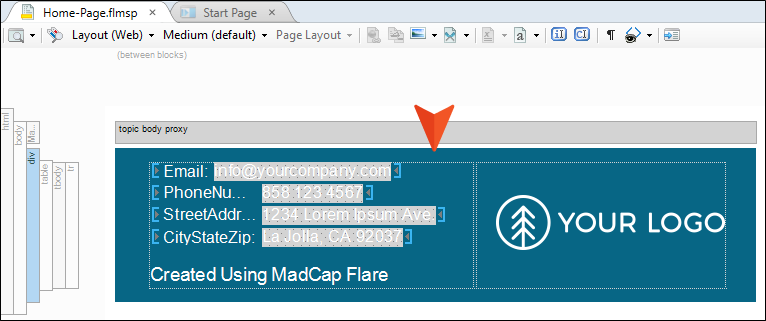 Home-Page.flmsp Start Page
Layout (Web) Medium (default) Page Layout
(between blocks)
html
body
Ma...
div
table
tbody
tr
topic body proxy
Email: info@yourcompany.com
PhoneNu... 858 123 4567
StreetAddr... 1234 Lorem Ipsum Ave.
CityStateZip: La Jolla, CA 92037
Created Using MadCap Flare
YOUR LOGO